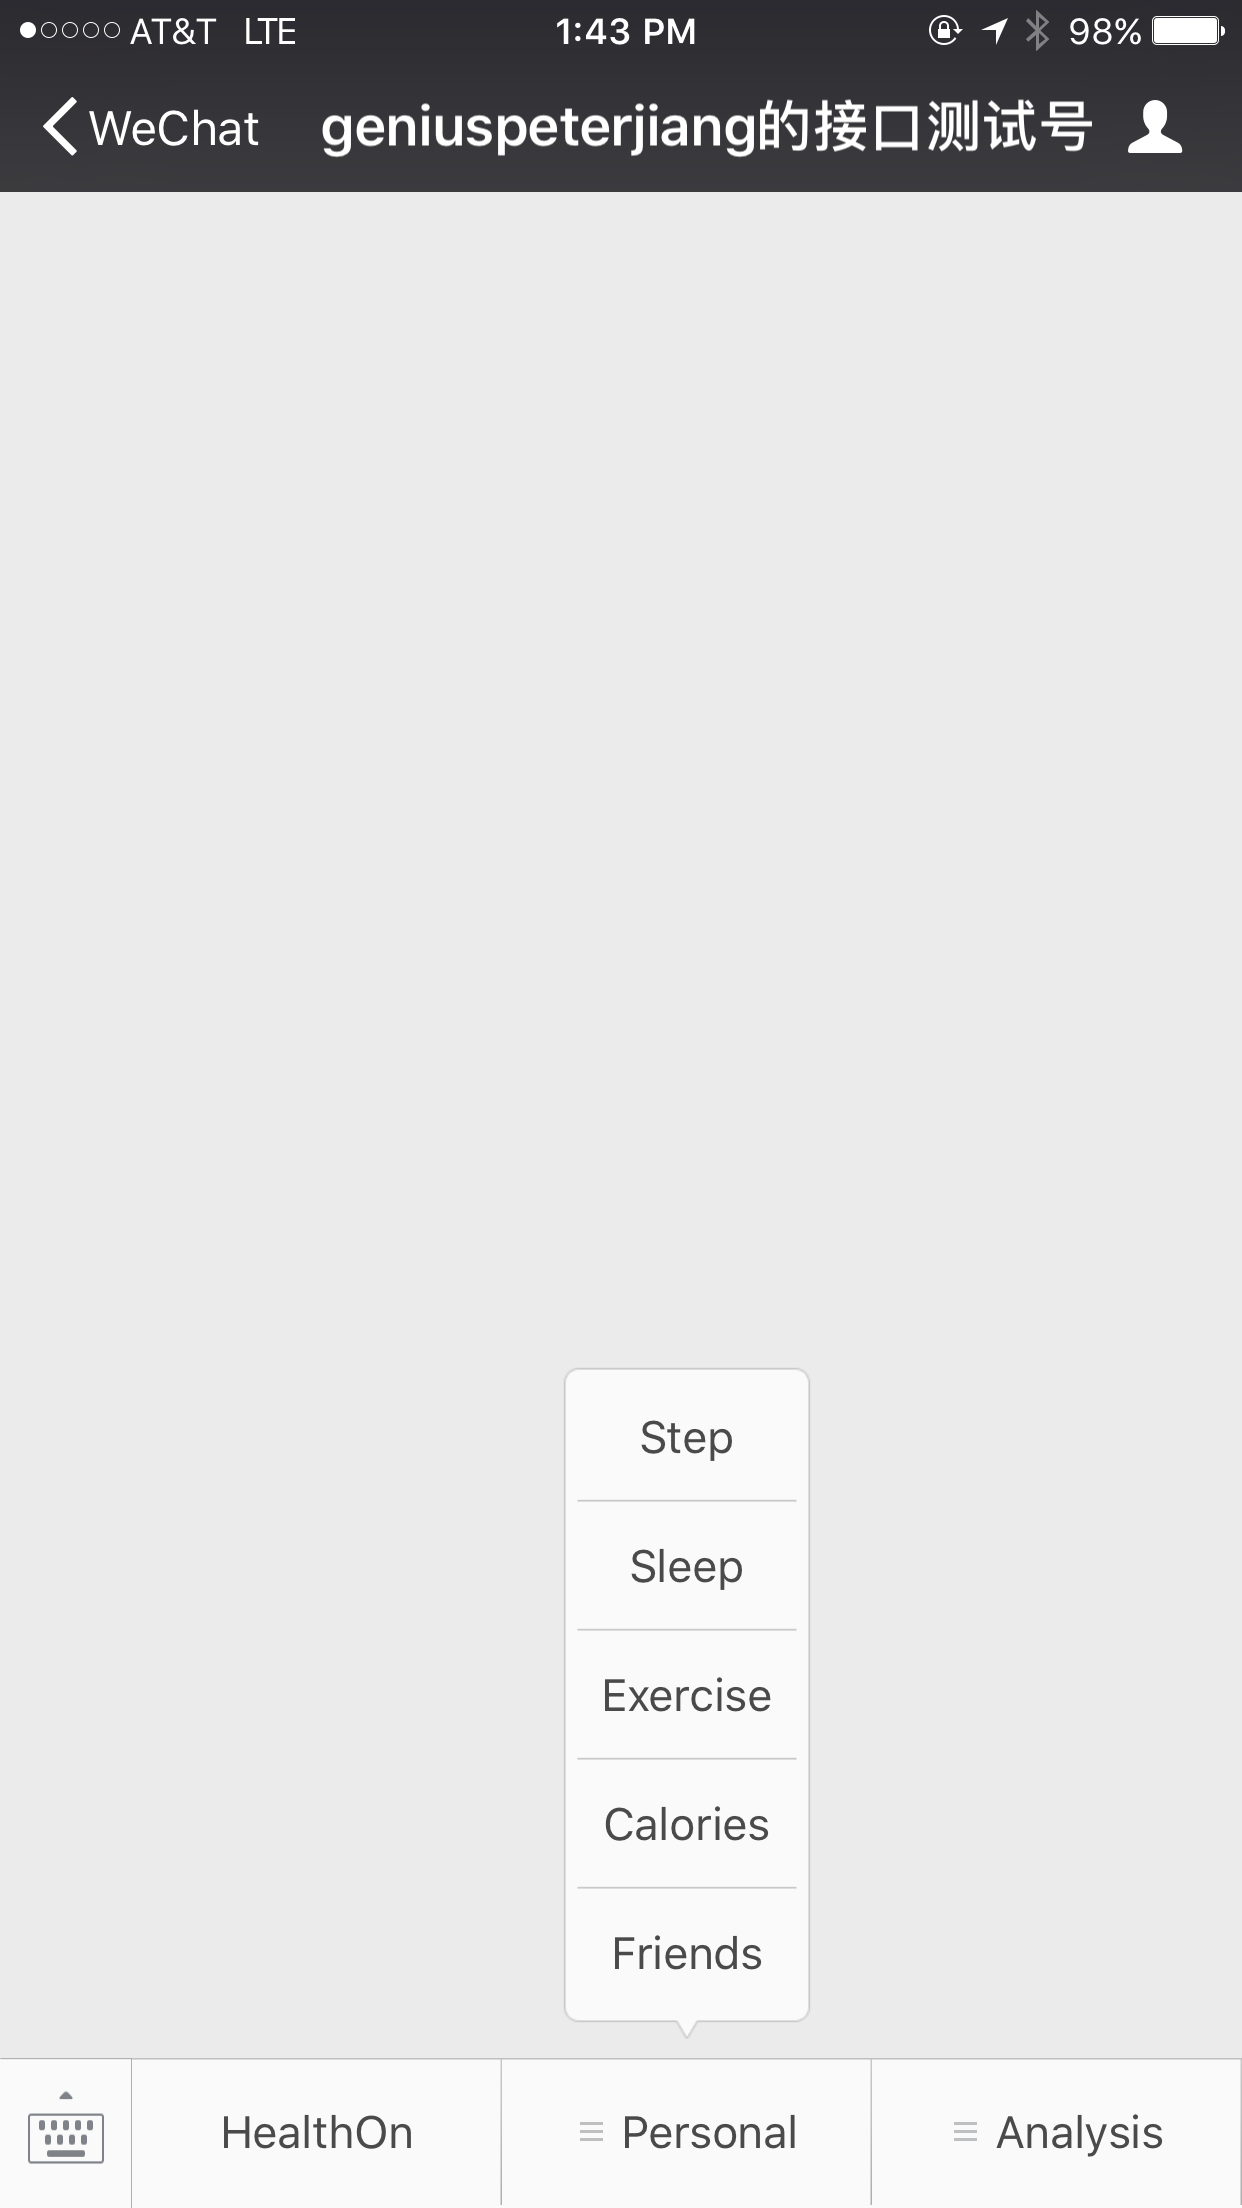 AT&T LTE 1:43 PM 98%
WeChat geniuspeterjiang的接口测试号
Step
Sleep
Exercise
Calories
Friends
HealthOn Personal Analysis